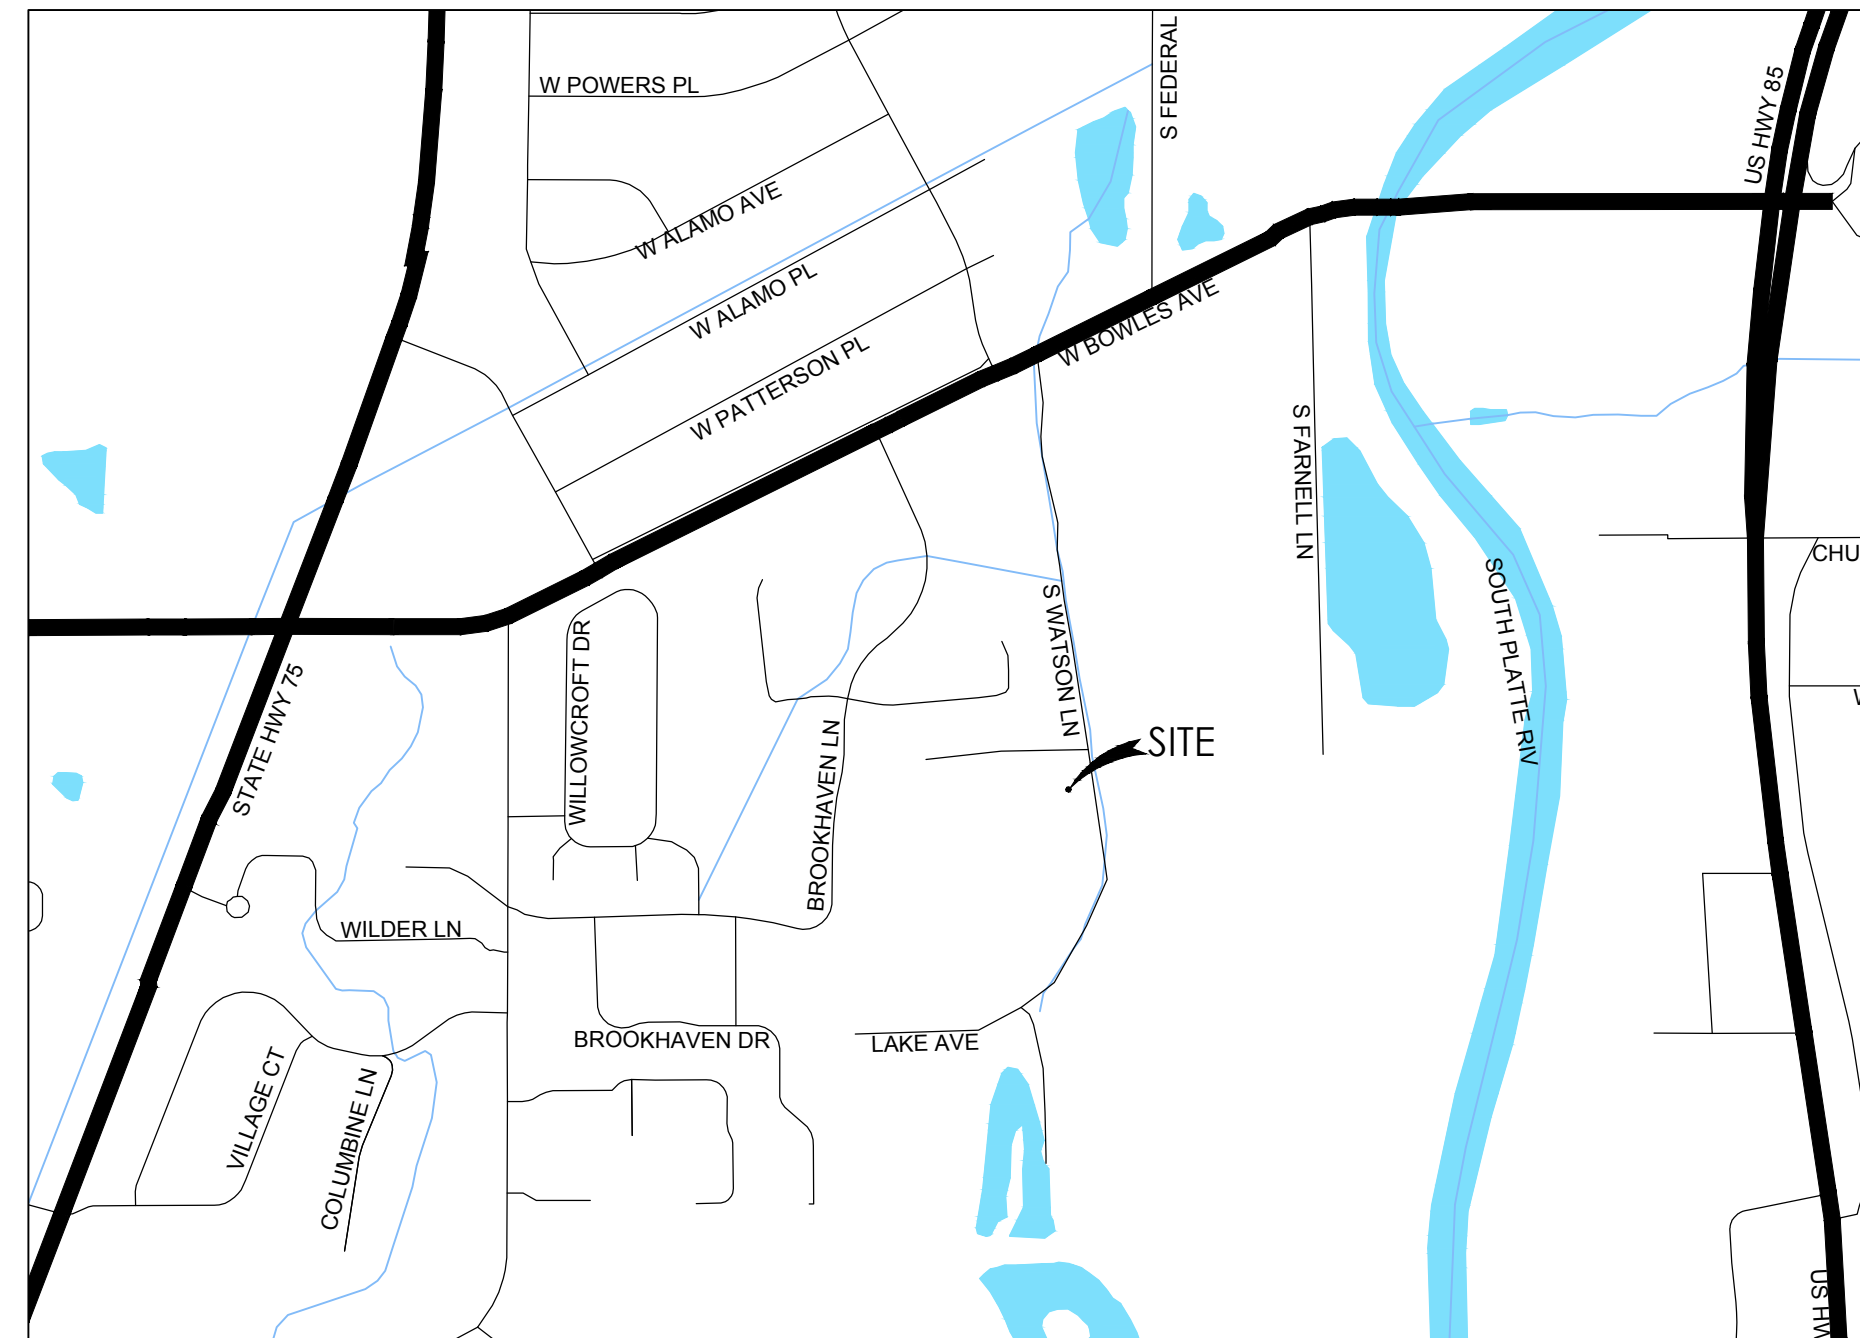 W POWERS PL
S FEDERAL
US HWY 85
W ALAMO AVE
W ALAMO PL
W BOWLES AVE
W PATTERSON PL
S FARNELL LN
CHU
SOUTH PLATTE RIV
S WATSON LN
WILLOWCROFT DR
STATE HWY 75
BROOKHAVEN LN
SITE
WILDER LN
BROOKHAVEN DR
LAKE AVE
VILLAGE CT
COLUMBINE LN
US HW